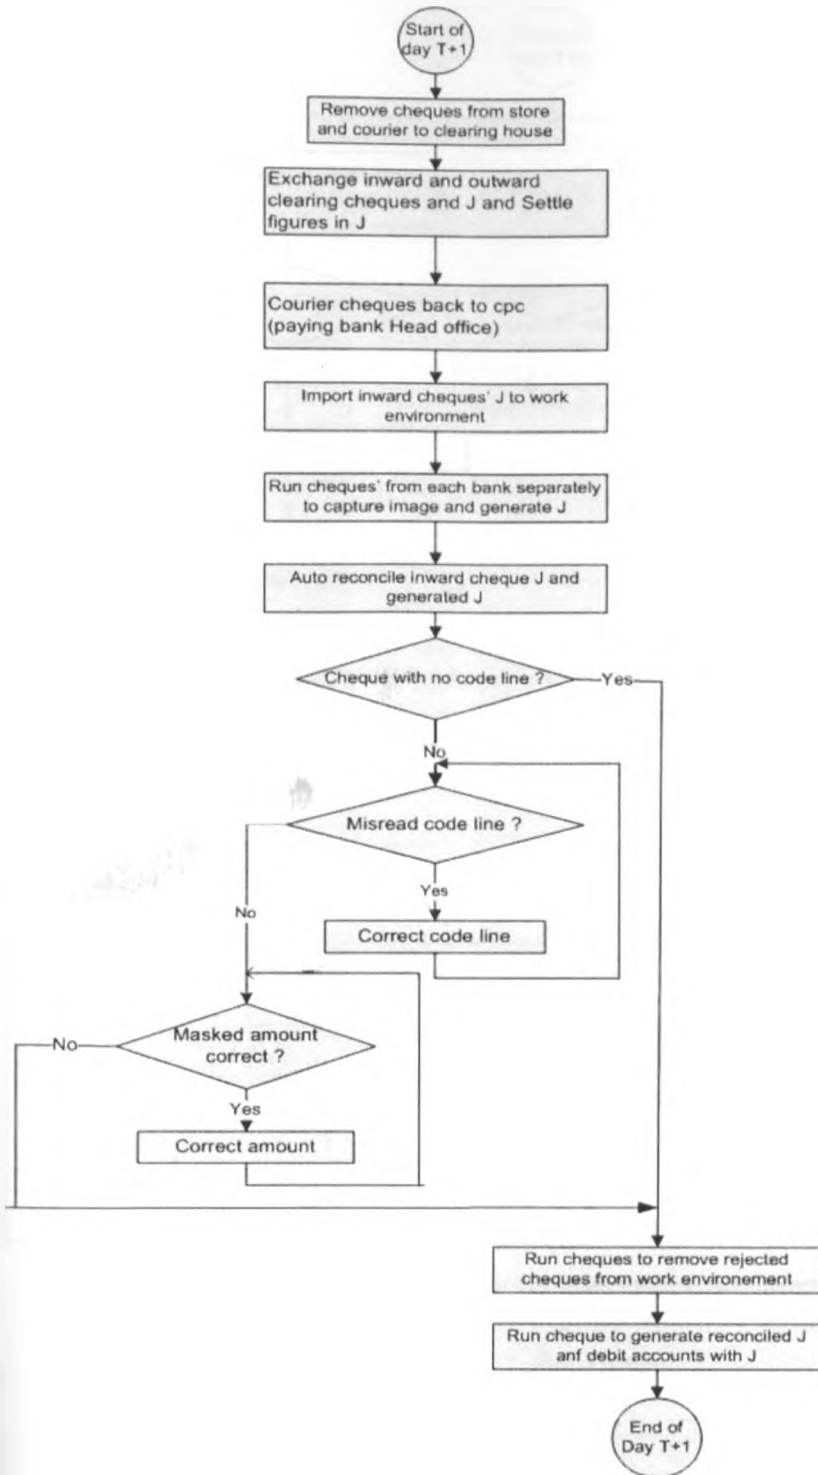 Start of
day T+1
Remove cheques from store
and courier to clearing house
Exchange inward and outward
clearing cheques and J and Settle
figures in J
Courier cheques back to cpc
(paying bank Head office)
Import inward cheques' J to work
environment
Run cheques' from each bank separately
to capture image and generate J
Auto reconcile inward cheque J and
generated J
Cheque with no code line ?
Yes
No
Misread code line ?
Yes
No
Correct code line
Masked amount
correct ?
No
Yes
Correct amount
Run cheques to remove rejected
cheques from work environement
Run cheque to generate reconciled J
anf debit accounts with J
End of
Day T+1